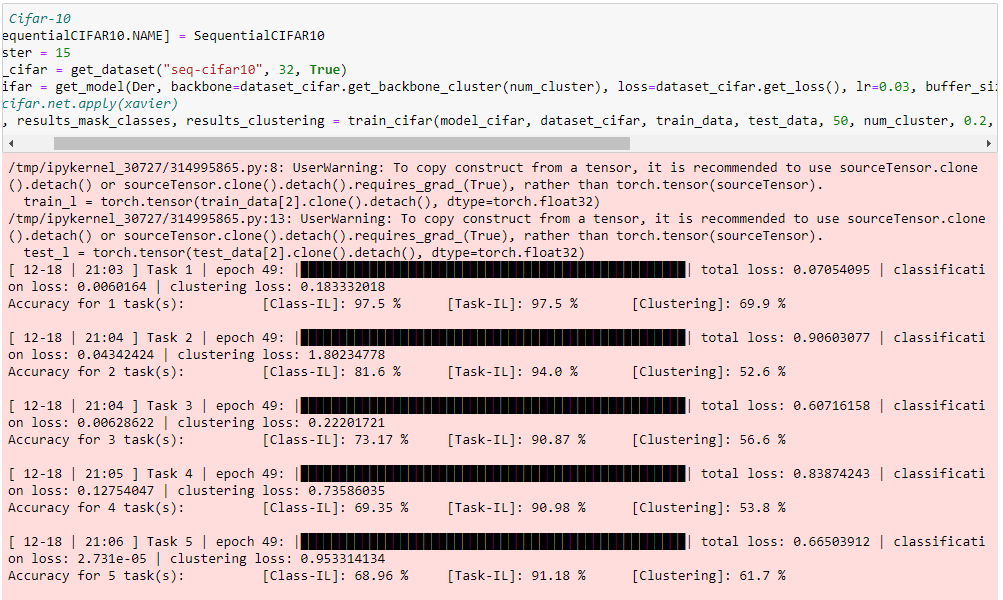 Cifar-10
equentialCIFAR10.NAME] = SequentialCIFAR10
ster = 15
_cifar = get_dataset("seq-cifar10", 32, True)
ifar = get_model(Der, backbone=dataset_cifar.get_backbone_cluster(num_cluster), loss=dataset_cifar.get_loss(), lr=0.03, buffer_si
cifar.net.apply(xavier)
, results_mask_classes, results_clustering = train_cifar(model_cifar, dataset_cifar, train_data, test_data, 50, num_cluster, 0.2,
/tmp/ipykernel_30727/314995865.py:8: UserWarning: To copy construct from a tensor, it is recommended to use sourceTensor.clone
().detach() or sourceTensor.clone().detach().requires_grad_(True), rather than torch.tensor(sourceTensor).
train_l = torch.tensor(train_data[2].clone().detach(), dtype=torch.float32)
/tmp/ipykernel_30727/314995865.py:13: UserWarning: To copy construct from a tensor, it is recommended to use sourceTensor.clone
().detach() or sourceTensor.clone().detach().requires_grad_(True), rather than torch.tensor(sourceTensor).
test_l = torch.tensor(test_data[2].clone().detach(), dtype=torch.float32)
[ 12-18 | 21:03 ] Task 1 | epoch 49: |████████████████████████████████████████████████| total loss: 0.07054095 | classificati
on loss: 0.0060164 | clustering loss: 0.183332018
Accuracy for 1 task(s): [Class-IL]: 97.5 % [Task-IL]: 97.5 % [Clustering]: 69.9 %
[ 12-18 | 21:04 ] Task 2 | epoch 49: |████████████████████████████████████████████████| total loss: 0.90603077 | classificati
on loss: 0.04342424 | clustering loss: 1.80234778
Accuracy for 2 task(s): [Class-IL]: 81.6 % [Task-IL]: 94.0 % [Clustering]: 52.6 %
[ 12-18 | 21:04 ] Task 3 | epoch 49: |████████████████████████████████████████████████| total loss: 0.60716158 | classificati
on loss: 0.00628622 | clustering loss: 0.22201721
Accuracy for 3 task(s): [Class-IL]: 73.17 % [Task-IL]: 90.87 % [Clustering]: 56.6 %
[ 12-18 | 21:05 ] Task 4 | epoch 49: |████████████████████████████████████████████████| total loss: 0.83874243 | classificati
on loss: 0.12754047 | clustering loss: 0.73586035
Accuracy for 4 task(s): [Class-IL]: 69.35 % [Task-IL]: 90.98 % [Clustering]: 53.8 %
[ 12-18 | 21:06 ] Task 5 | epoch 49: |████████████████████████████████████████████████| total loss: 0.66503912 | classificati
on loss: 2.731e-05 | clustering loss: 0.953314134
Accuracy for 5 task(s): [Class-IL]: 68.96 % [Task-IL]: 91.18 % [Clustering]: 61.7 %